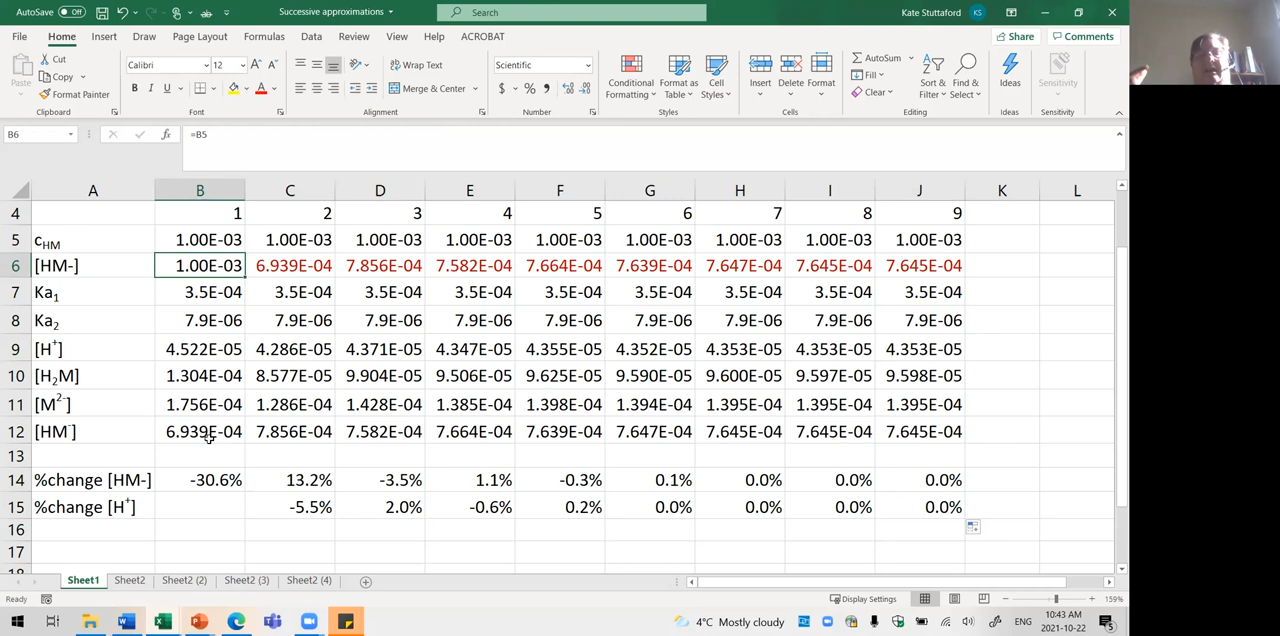 AutoSave Off Successive approximations Search Kate Stuttaford KS
File Home Insert Draw Page Layout Formulas Data Review View Help ACROBAT Share Comments
Paste Cut Copy Format Painter Calibri 12 Wrap Text Merge & Center Scientific Conditional Formatting Format as Table Cell Styles Insert Delete Format AutoSum Fill Clear Sort & Filter Find & Select Ideas Sensitivity
Clipboard Font Alignment Number Styles Cells Editing Ideas Sensitivity
B6 fx =B5
A B C D E F G H I J K L
4 1 2 3 4 5 6 7 8 9
5 cHM 1.00E-03 1.00E-03 1.00E-03 1.00E-03 1.00E-03 1.00E-03 1.00E-03 1.00E-03 1.00E-03
6 [HM-] 1.00E-03 6.939E-04 7.856E-04 7.582E-04 7.664E-04 7.639E-04 7.647E-04 7.645E-04 7.645E-04
7 Ka₁ 3.5E-04 3.5E-04 3.5E-04 3.5E-04 3.5E-04 3.5E-04 3.5E-04 3.5E-04 3.5E-04
8 Ka₂ 7.9E-06 7.9E-06 7.9E-06 7.9E-06 7.9E-06 7.9E-06 7.9E-06 7.9E-06 7.9E-06
9 [H⁺] 4.522E-05 4.286E-05 4.371E-05 4.347E-05 4.355E-05 4.352E-05 4.353E-05 4.353E-05 4.353E-05
10 [H₂M] 1.304E-04 8.577E-05 9.904E-05 9.506E-05 9.625E-05 9.590E-05 9.600E-05 9.597E-05 9.598E-05
11 [M²⁻] 1.756E-04 1.286E-04 1.428E-04 1.385E-04 1.398E-04 1.394E-04 1.395E-04 1.395E-04 1.395E-04
12 [HM⁻] 6.939E-04 7.856E-04 7.582E-04 7.664E-04 7.639E-04 7.647E-04 7.645E-04 7.645E-04 7.645E-04
13
14 %change [HM-] -30.6% 13.2% -3.5% 1.1% -0.3% 0.1% 0.0% 0.0% 0.0%
15 %change [H⁺] -5.5% 2.0% -0.6% 0.2% 0.0% 0.0% 0.0% 0.0%
16
17
18
Sheet1 Sheet2 Sheet2 (2) Sheet2 (3) Sheet2 (4)
Ready Display Settings 159%
4°C Mostly cloudy ENG 10:43 AM
2021-10-22